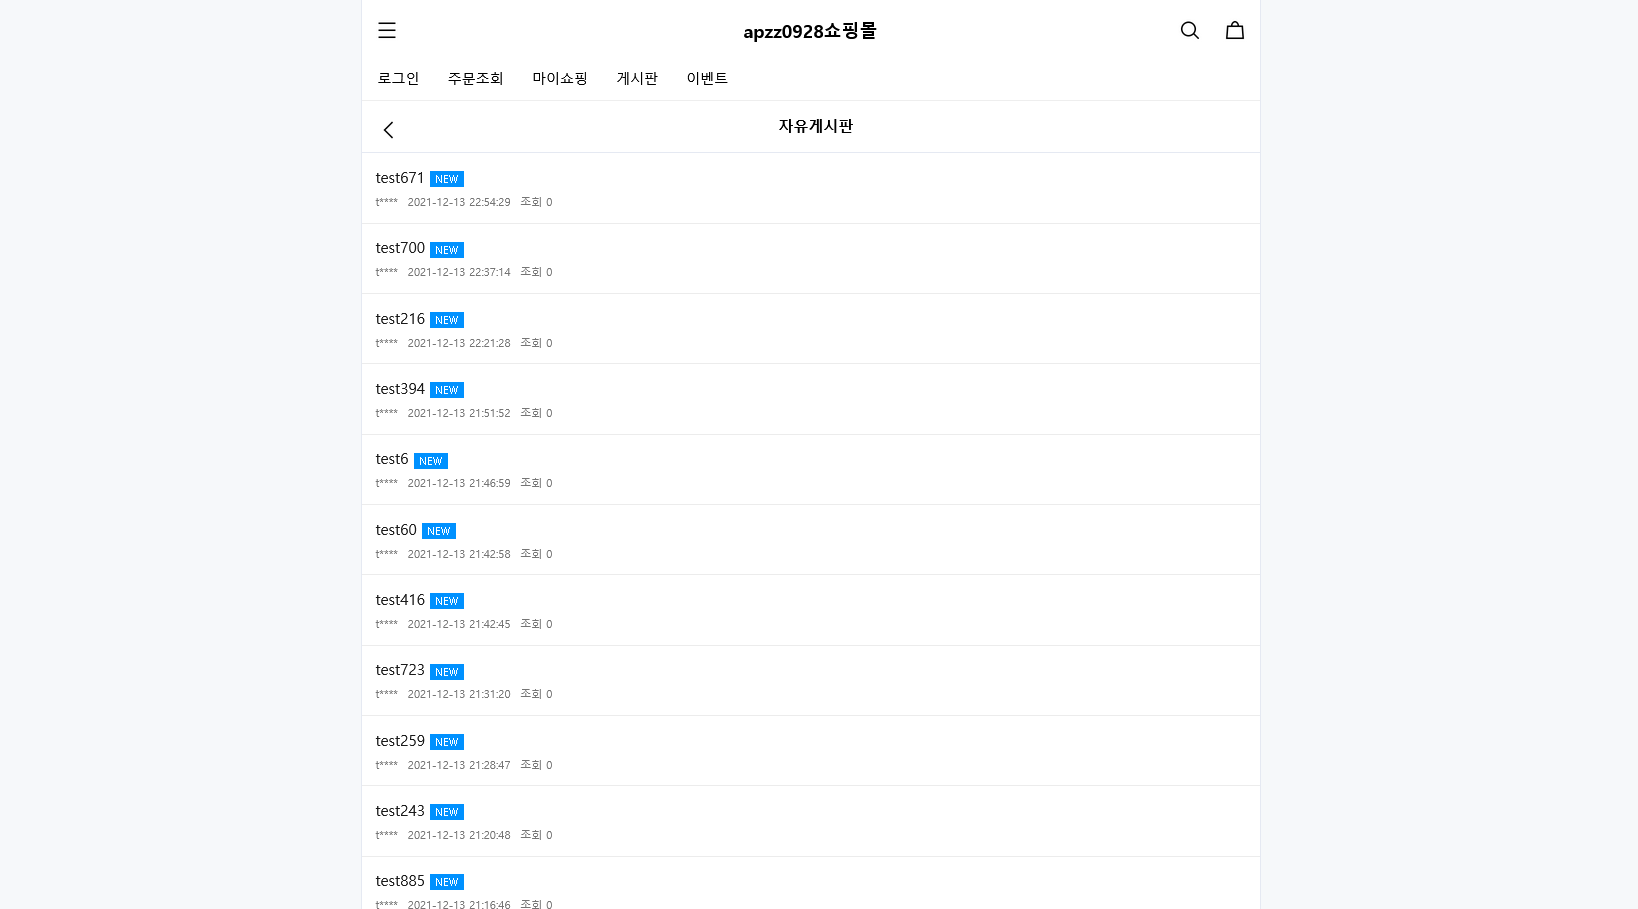 apzz0928쇼핑몰
로그인 주문조회 마이쇼핑 게시판 이벤트
자유게시판
test671 NEW
t**** 2021-12-13 22:54:29 조회 0
test700 NEW
t**** 2021-12-13 22:37:14 조회 0
test216 NEW
t**** 2021-12-13 22:21:28 조회 0
test394 NEW
t**** 2021-12-13 21:51:52 조회 0
test6 NEW
t**** 2021-12-13 21:46:59 조회 0
test60 NEW
t**** 2021-12-13 21:42:58 조회 0
test416 NEW
t**** 2021-12-13 21:42:45 조회 0
test723 NEW
t**** 2021-12-13 21:31:20 조회 0
test259 NEW
t**** 2021-12-13 21:28:47 조회 0
test243 NEW
t**** 2021-12-13 21:20:48 조회 0
test885 NEW
t**** 2021-12-13 21:16:46 조회 0